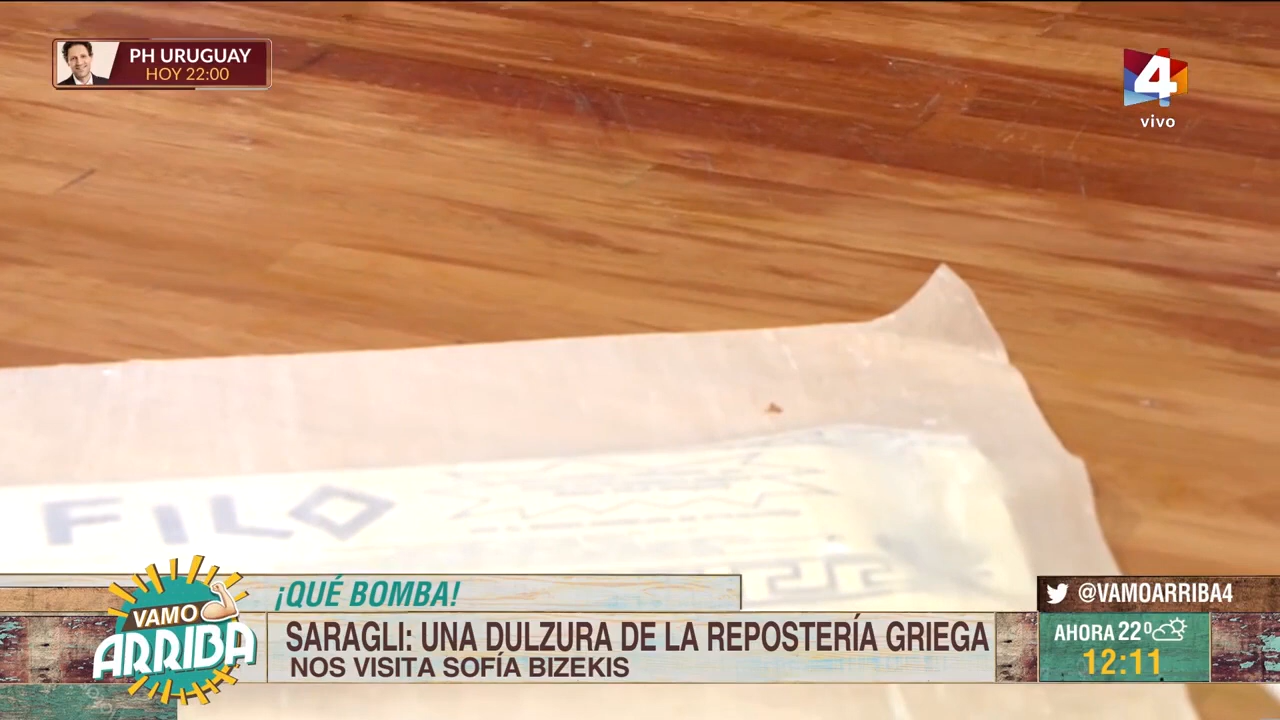 PH URUGUAY
HOY 22:00
4
vivo
FILO
¡QUÉ BOMBA!
VAMO
ARRIBA
SARAGLI: UNA DULZURA DE LA REPOSTERÍA GRIEGA
NOS VISITA SOFÍA BIZEKIS
@VAMOARRIBA4
AHORA 22º
12:11